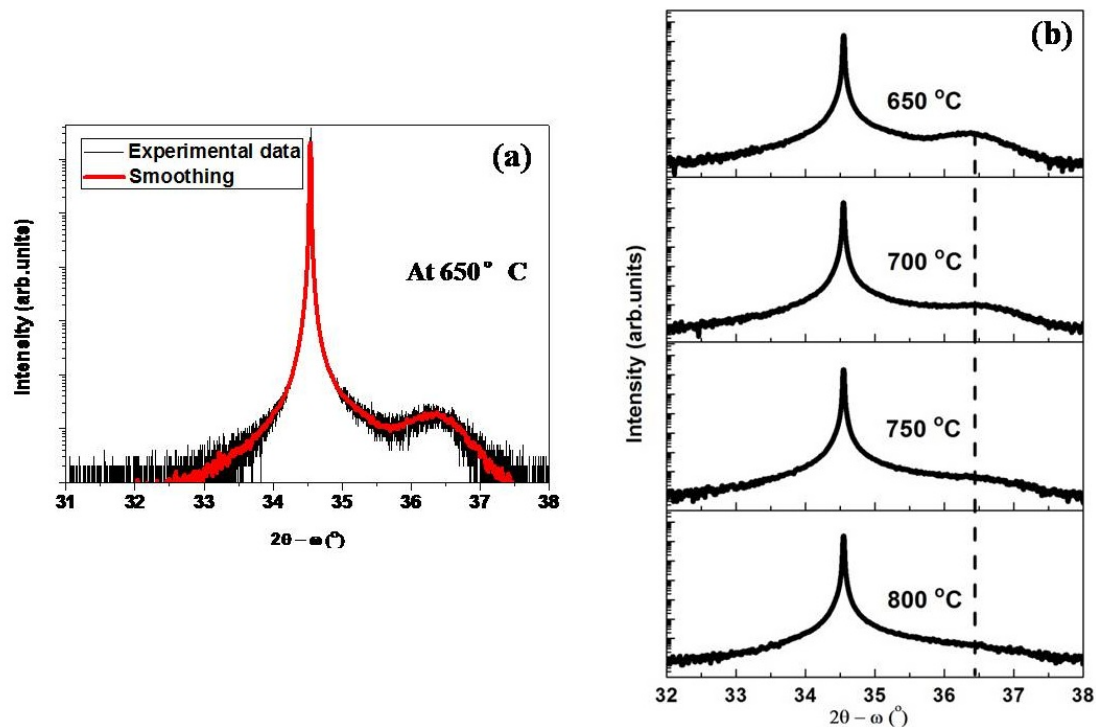 (a)
Experimental data
Smoothing
At 650° C
Intensity (arb.units)
31 32 33 34 35 36 37 38
2θ – ω (°)
(b)
650 °C
700 °C
750 °C
800 °C
Intensity (arb.units)
32 33 34 35 36 37 38
2θ – ω (°)